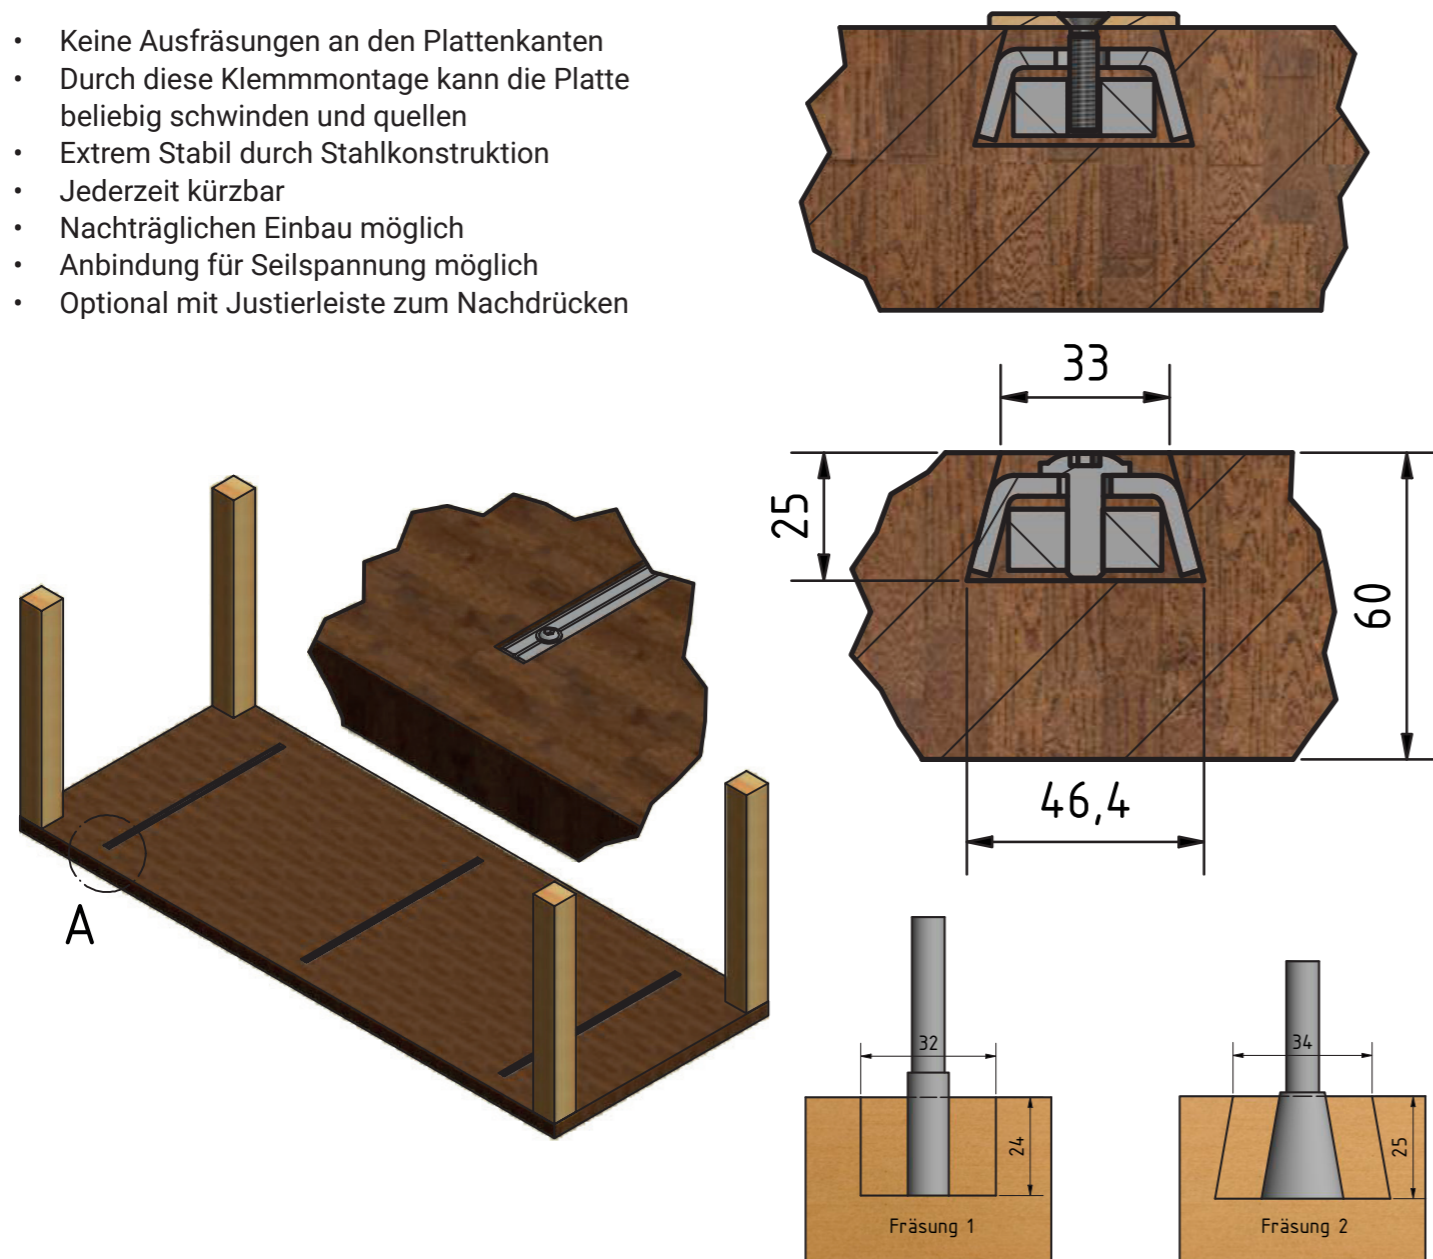 • Keine Ausfräsungen an den Plattenkanten
• Durch diese Klemmmontage kann die Platte
beliebig schwinden und quellen
• Extrem Stabil durch Stahlkonstruktion
• Jederzeit kürzbar
• Nachträglichen Einbau möglich
• Anbindung für Seilspannung möglich
• Optional mit Justierleiste zum Nachdrücken
33
25
60
46,4
A
32
24
Fräsung 1
34
25
Fräsung 2